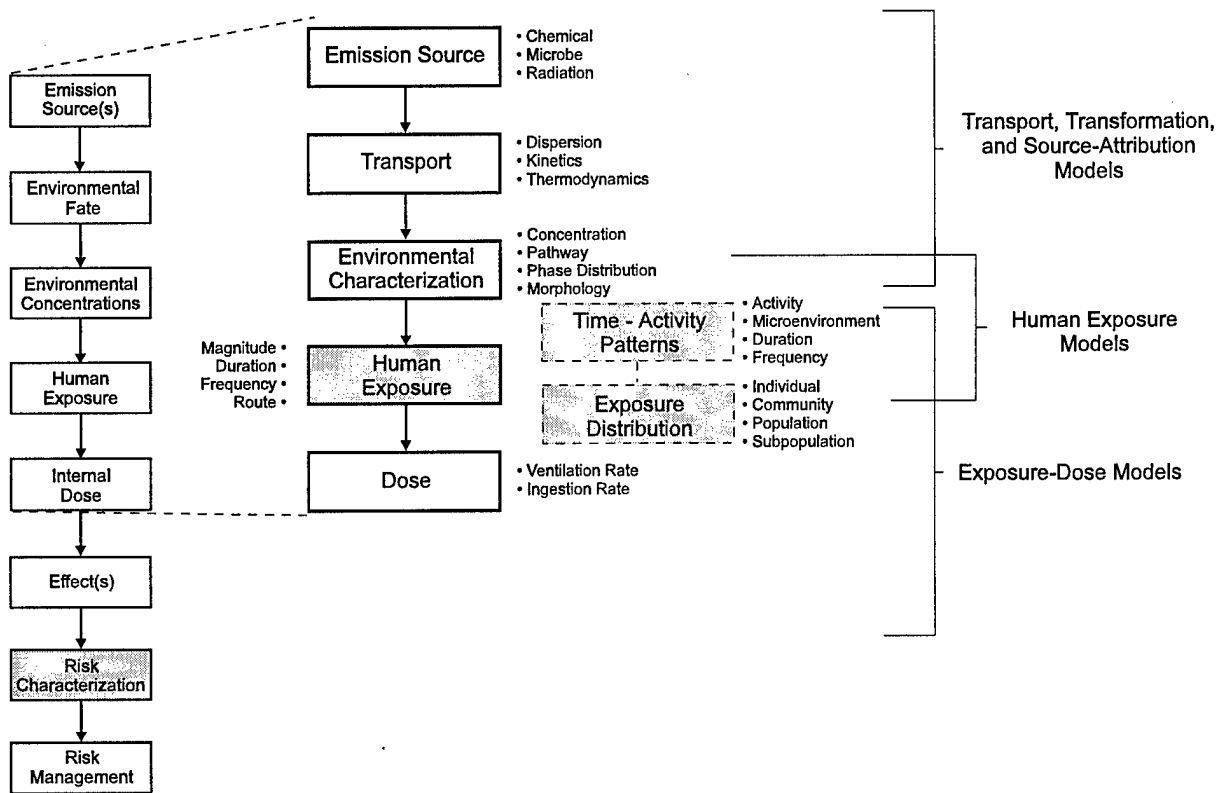 Emission
Source(s)
Environmental
Fate
Environmental
Concentrations
Human
Exposure
Internal
Dose
Effect(s)
Risk
Characterization
Risk
Management
Emission Source
• Chemical
• Microbe
• Radiation
Transport
• Dispersion
• Kinetics
• Thermodynamics
Environmental
Characterization
• Concentration
• Pathway
• Phase Distribution
• Morphology
Time - Activity
Patterns
• Activity
• Microenvironment
• Duration
• Frequency
Magnitude •
Duration •
Frequency •
Route •
Human
Exposure
Exposure
Distribution
• Individual
• Community
• Population
• Subpopulation
Dose
• Ventilation Rate
• Ingestion Rate
Transport, Transformation,
and Source-Attribution
Models
Human Exposure
Models
Exposure-Dose Models